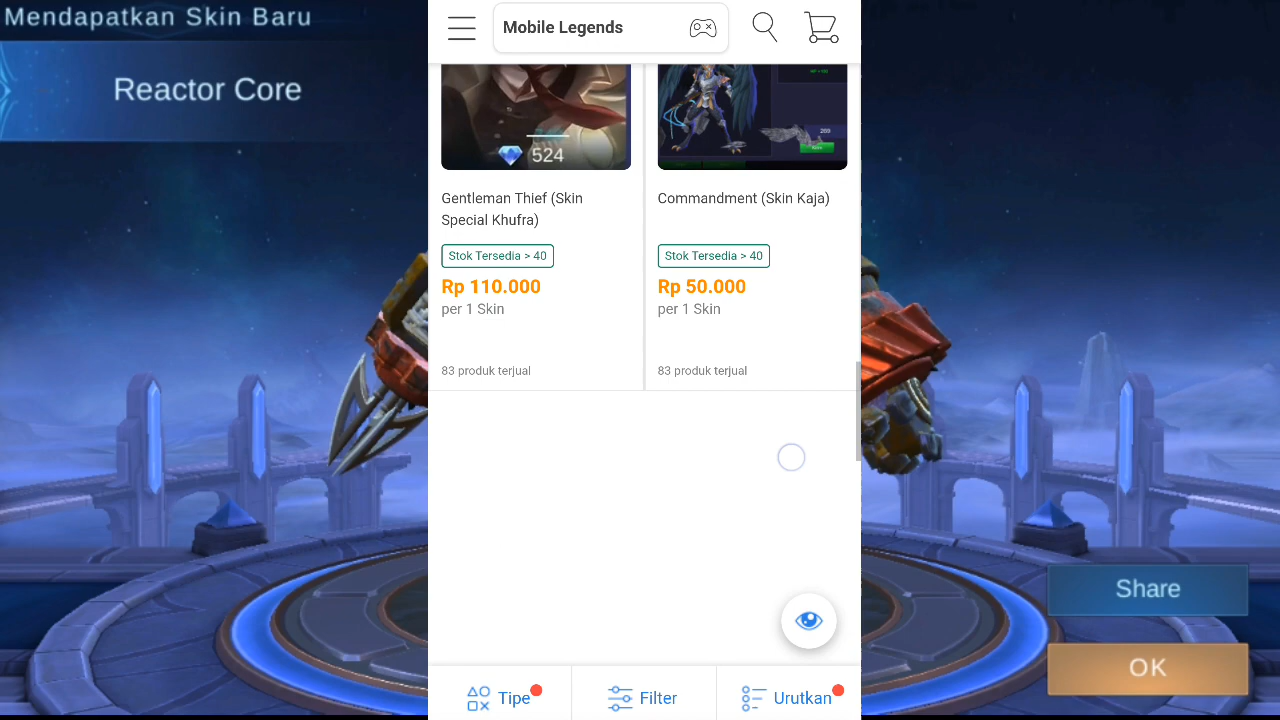 Mendapatkan Skin Baru
Reactor Core
Mobile Legends
524
200
Gentleman Thief (Skin
Special Khufra)
Stok Tersedia > 40
Rp 110.000
per 1 Skin
83 produk terjual
Commandment (Skin Kaja)
Stok Tersedia > 40
Rp 50.000
per 1 Skin
83 produk terjual
Share
OK
Tipe
Filter
Urutkan